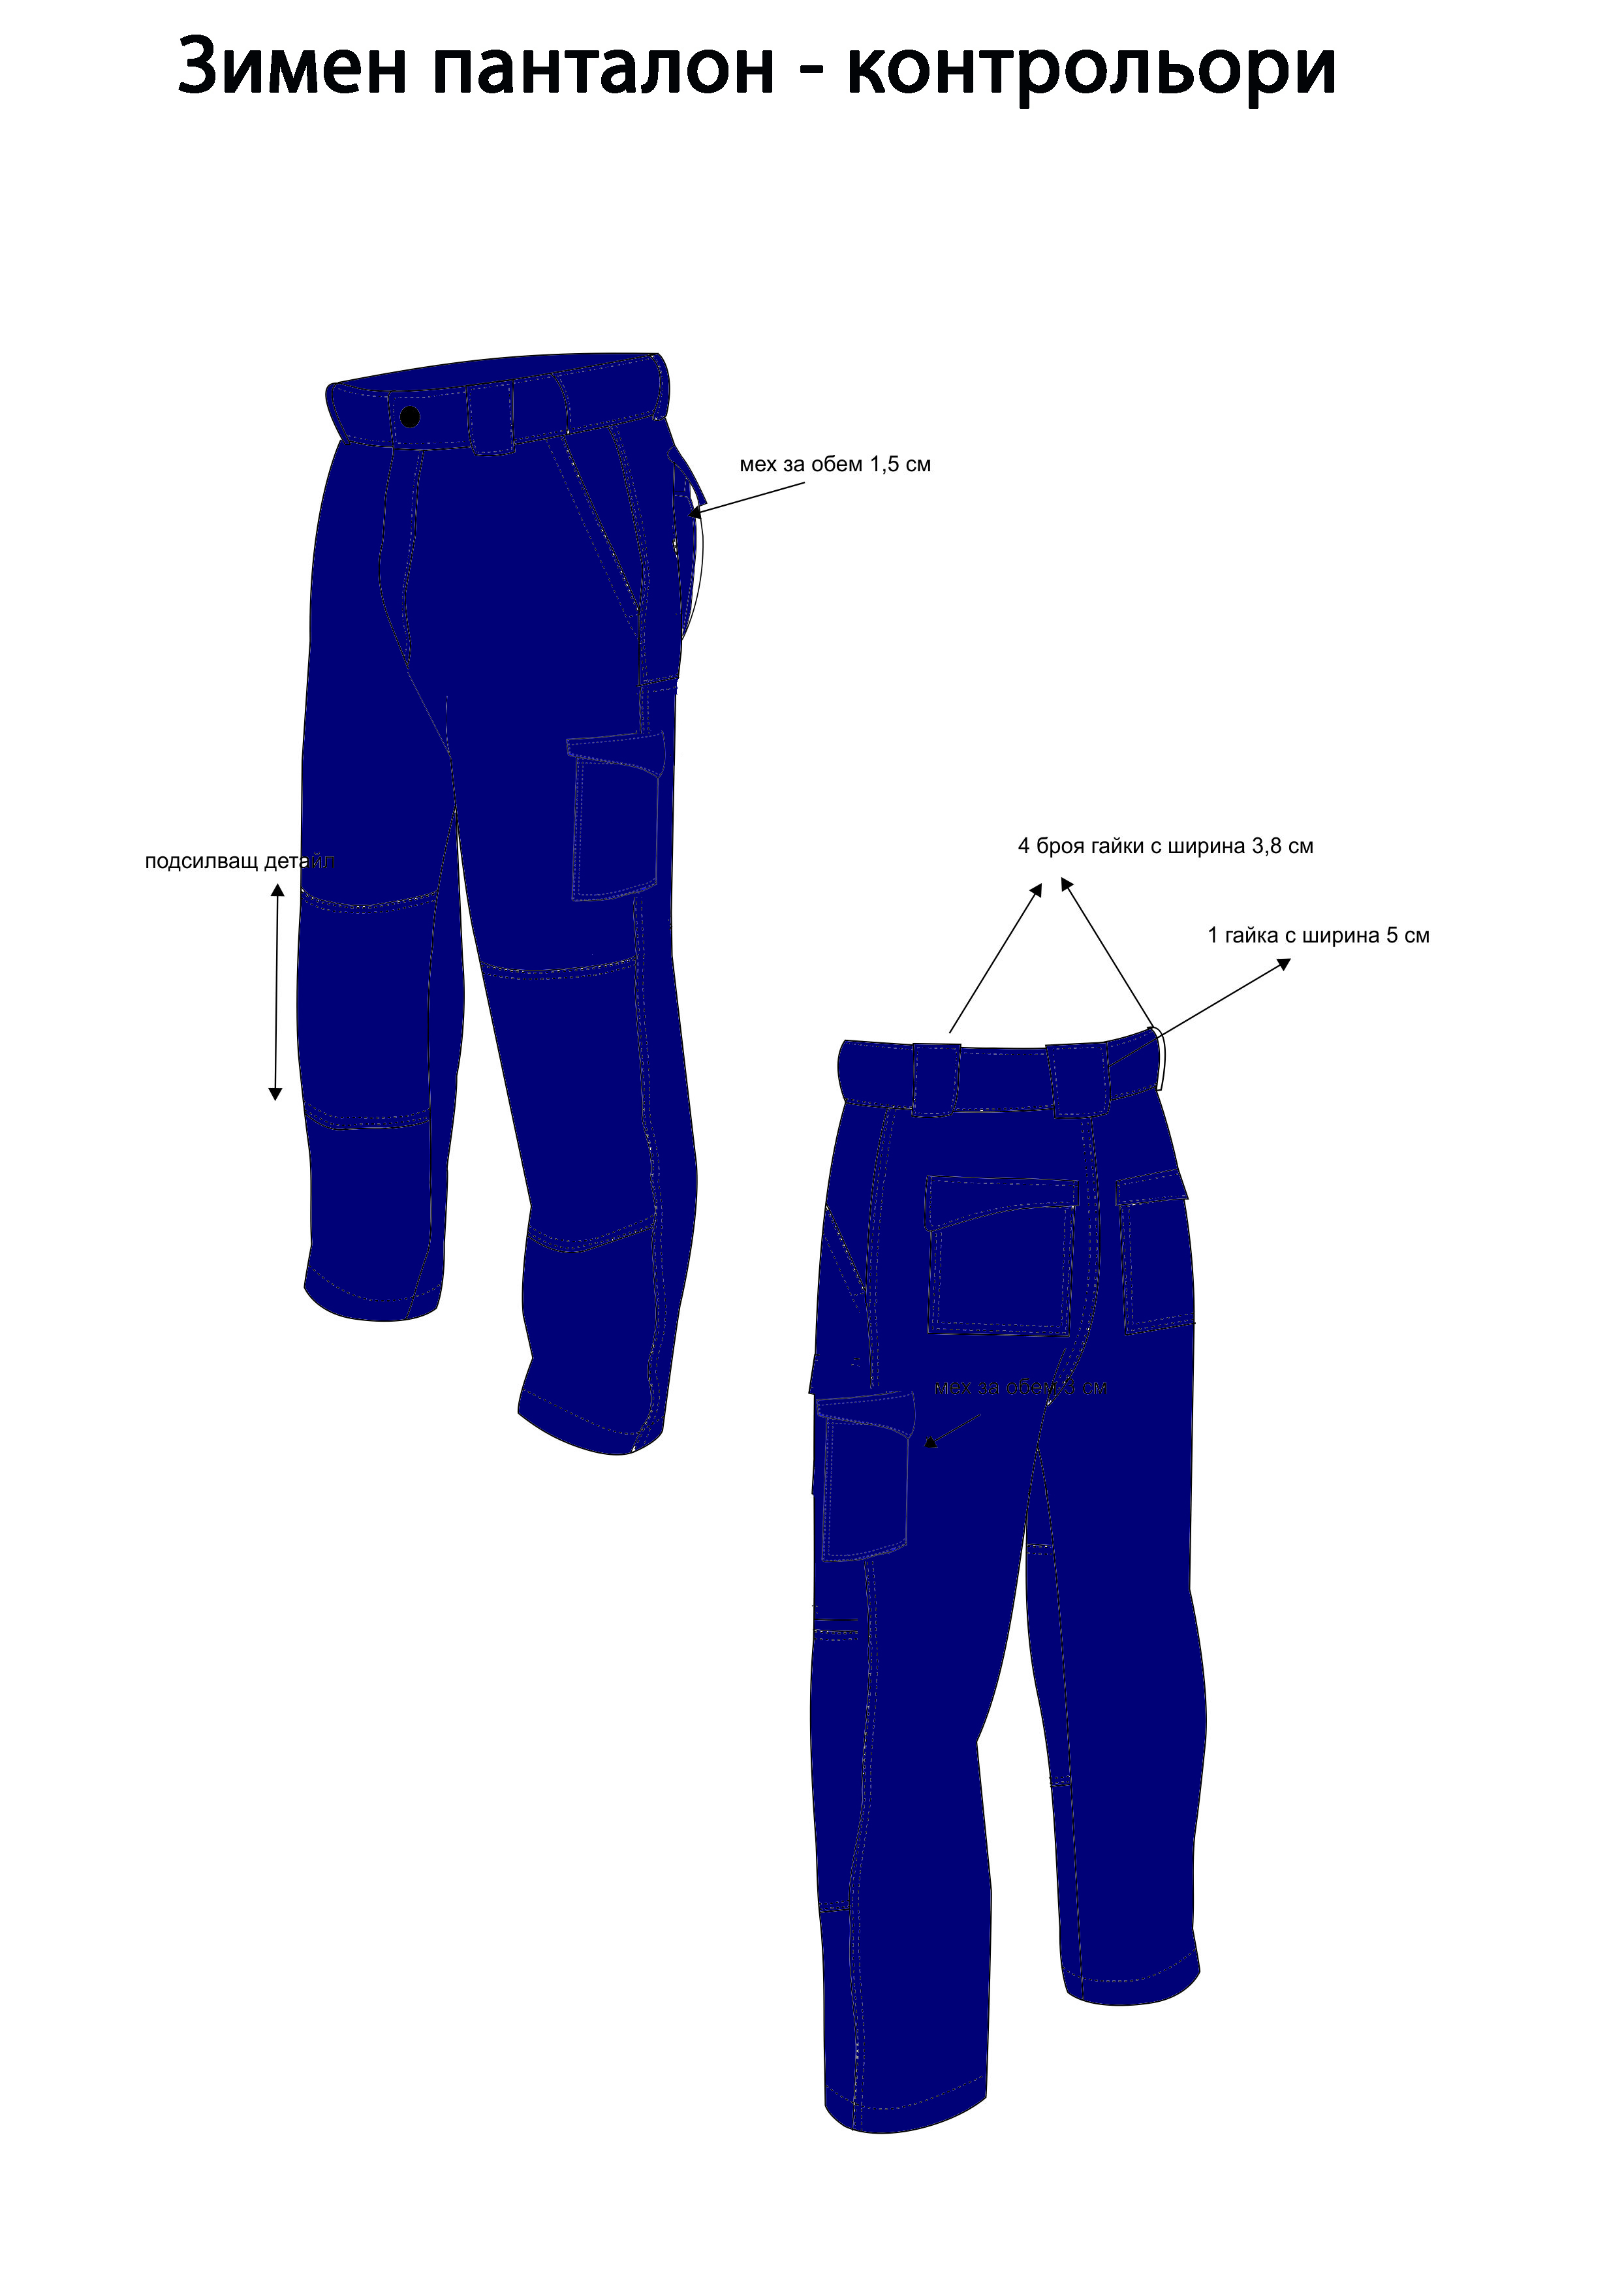 Зимен панталон - контрольори
мех за обем 1,5 см
4 броя гайки с ширина 3,8 см
подсилващ детайл
1 гайка с ширина 5 см
мех за обем 3 см